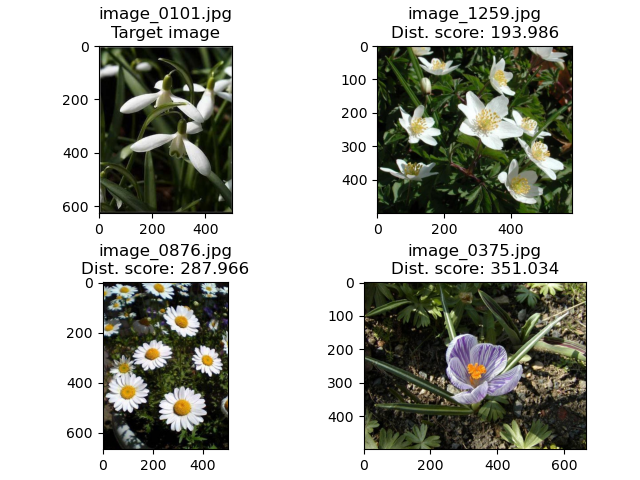 image_0101.jpg
Target image
0
200
400
600
0 200 400
image_1259.jpg
Dist. score: 193.986
0
100
200
300
400
0 200 400
image_0876.jpg
Dist. score: 287.966
0
200
400
600
0 200 400
image_0375.jpg
Dist. score: 351.034
0
100
200
300
400
0 200 400 600